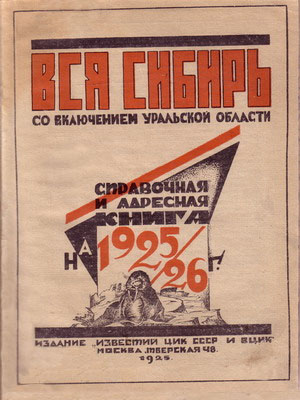 ВСЯ СИБИРЬ
СО ВКЛЮЧЕНИЕМ УРАЛЬСКОЙ ОБЛАСТИ
СПРАВОЧНАЯ
И АДРЕСНАЯ
КНИГА
НА 1925/26 Г.
ИЗДАНИЕ „ИЗВЕСТИЙ ЦИК СССР И ВЦИК"
МОСКВА, ТВЕРСКАЯ 48.
1925.